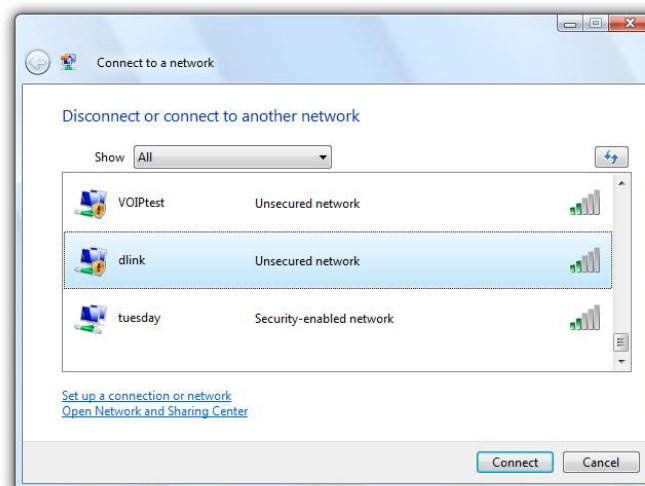 Connect to a network
Disconnect or connect to another network
Show All
VOIPtest Unsecured network
dlink Unsecured network
tuesday Security-enabled network
Set up a connection or network
Open Network and Sharing Center
Connect Cancel